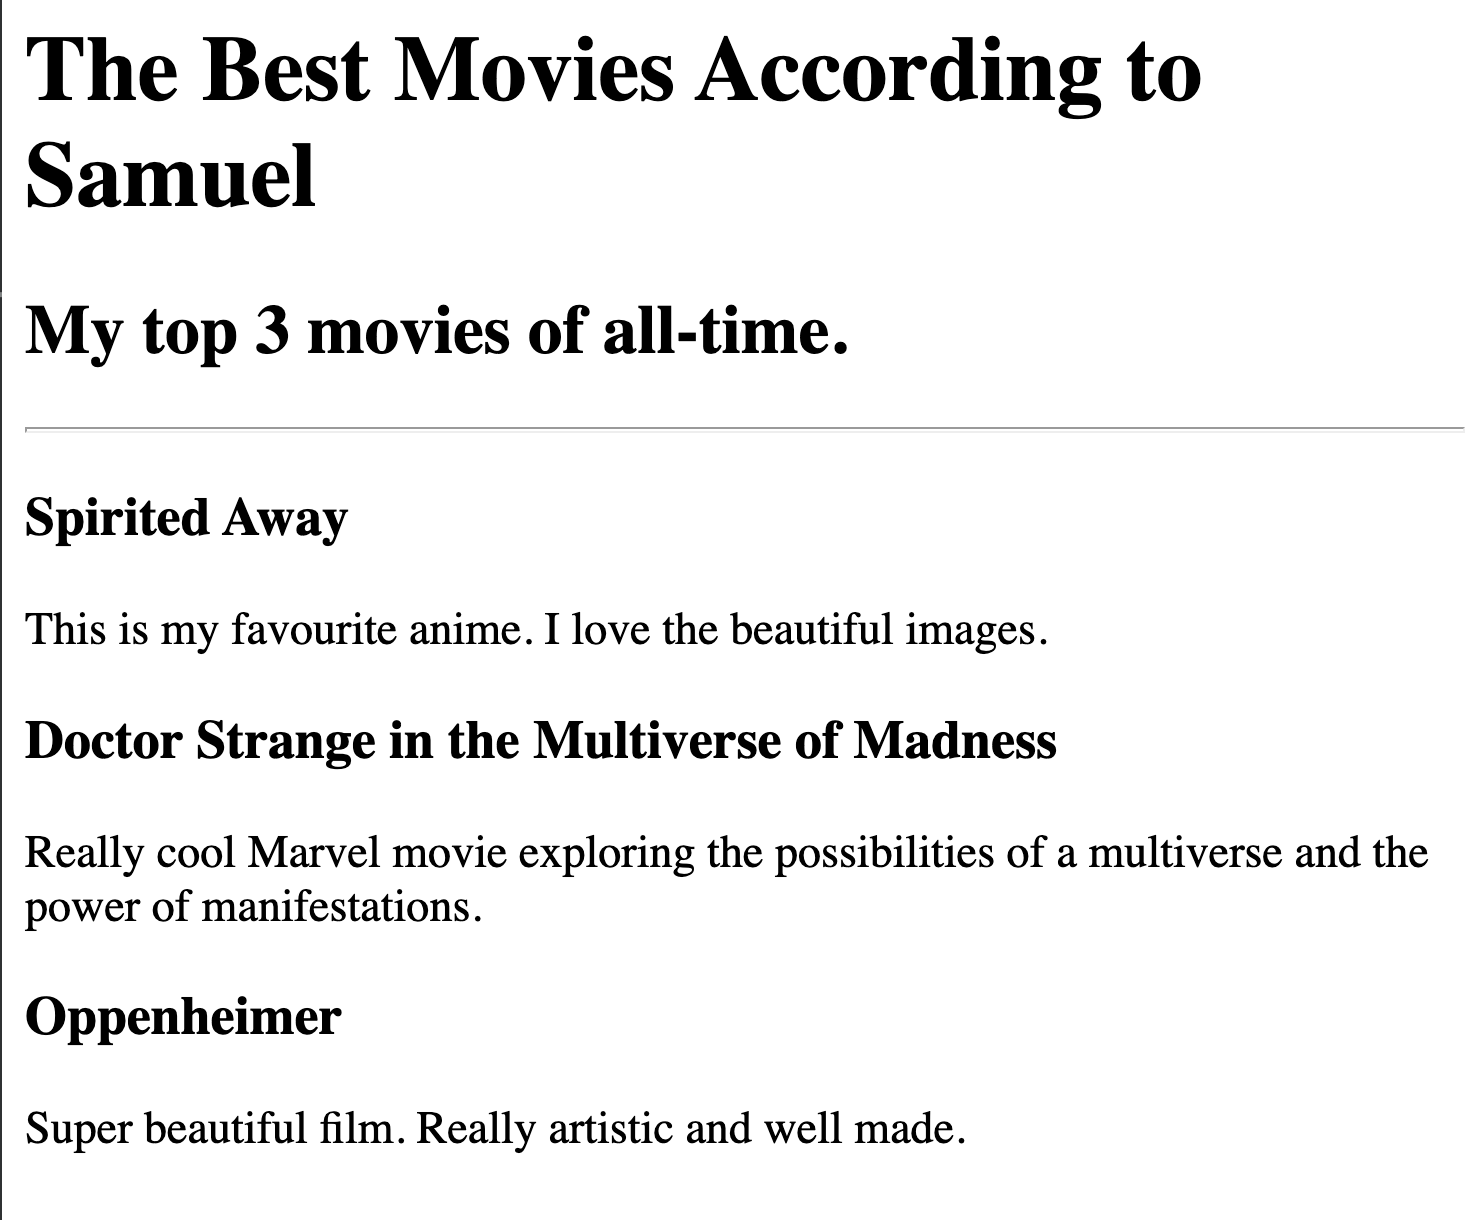 The Best Movies According to
Samuel
My top 3 movies of all-time.
Spirited Away
This is my favourite anime. I love the beautiful images.
Doctor Strange in the Multiverse of Madness
Really cool Marvel movie exploring the possibilities of a multiverse and the
power of manifestations.
Oppenheimer
Super beautiful film. Really artistic and well made.